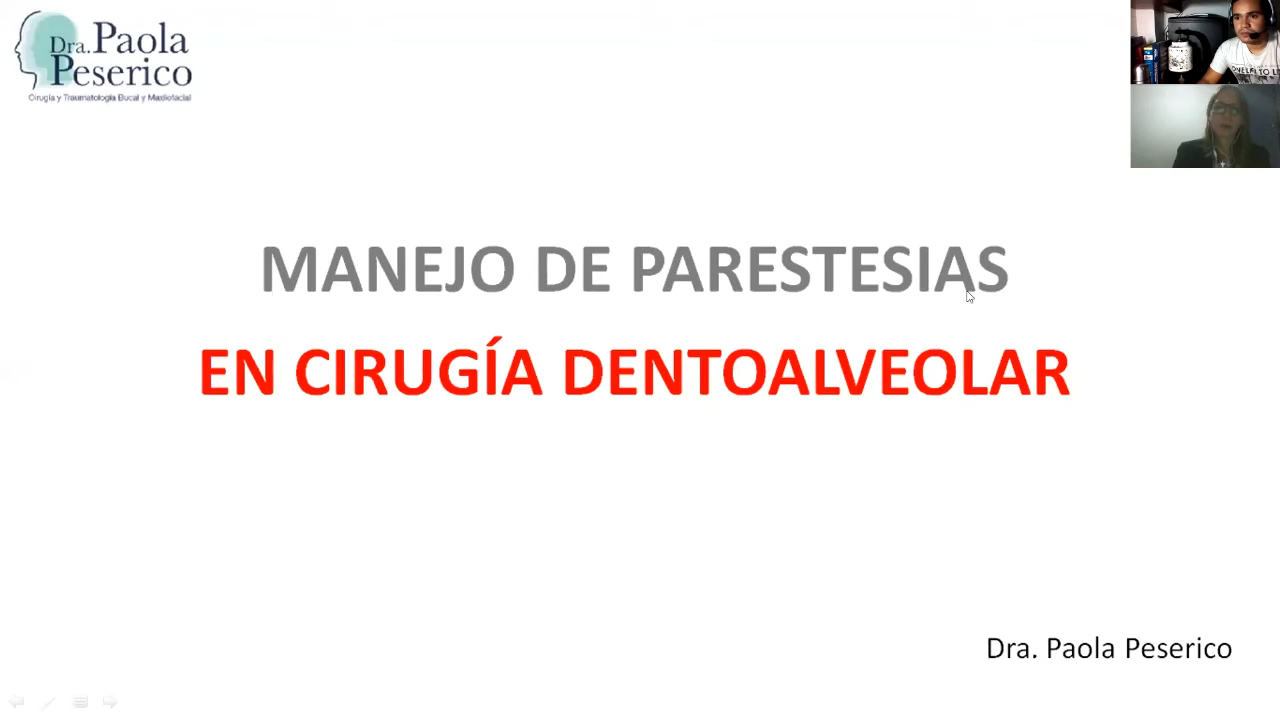 Dra. Paola
Peserico
Cirugía y Traumatología Bucal y Maxilofacial
MANEJO DE PARESTESIAS
EN CIRUGÍA DENTOALVEOLAR
Dra. Paola Peserico